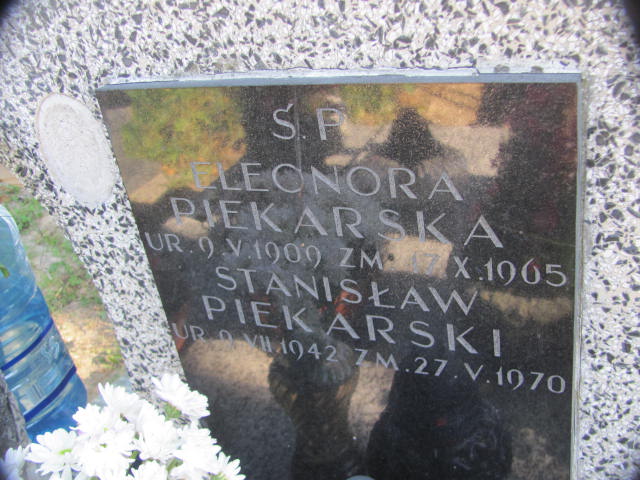 Ś.P.
ELEONORA
PIEKARSKA
UR. 9.V.1909 ZM. 17.X.1965
STANISŁAW
PIEKARSKI
UR. 9.VII.1942 ZM. 27.V.1970